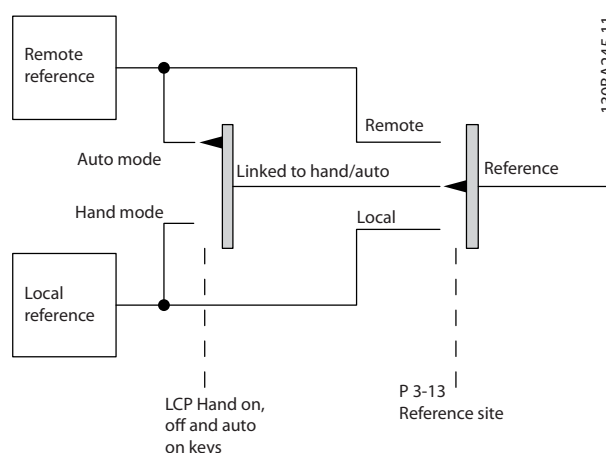 Remote
reference
Auto mode
Hand mode
Local
reference
Linked to hand/auto
Remote
Local
Reference
LCP Hand on,
off and auto
on keys
P 3-13
Reference site